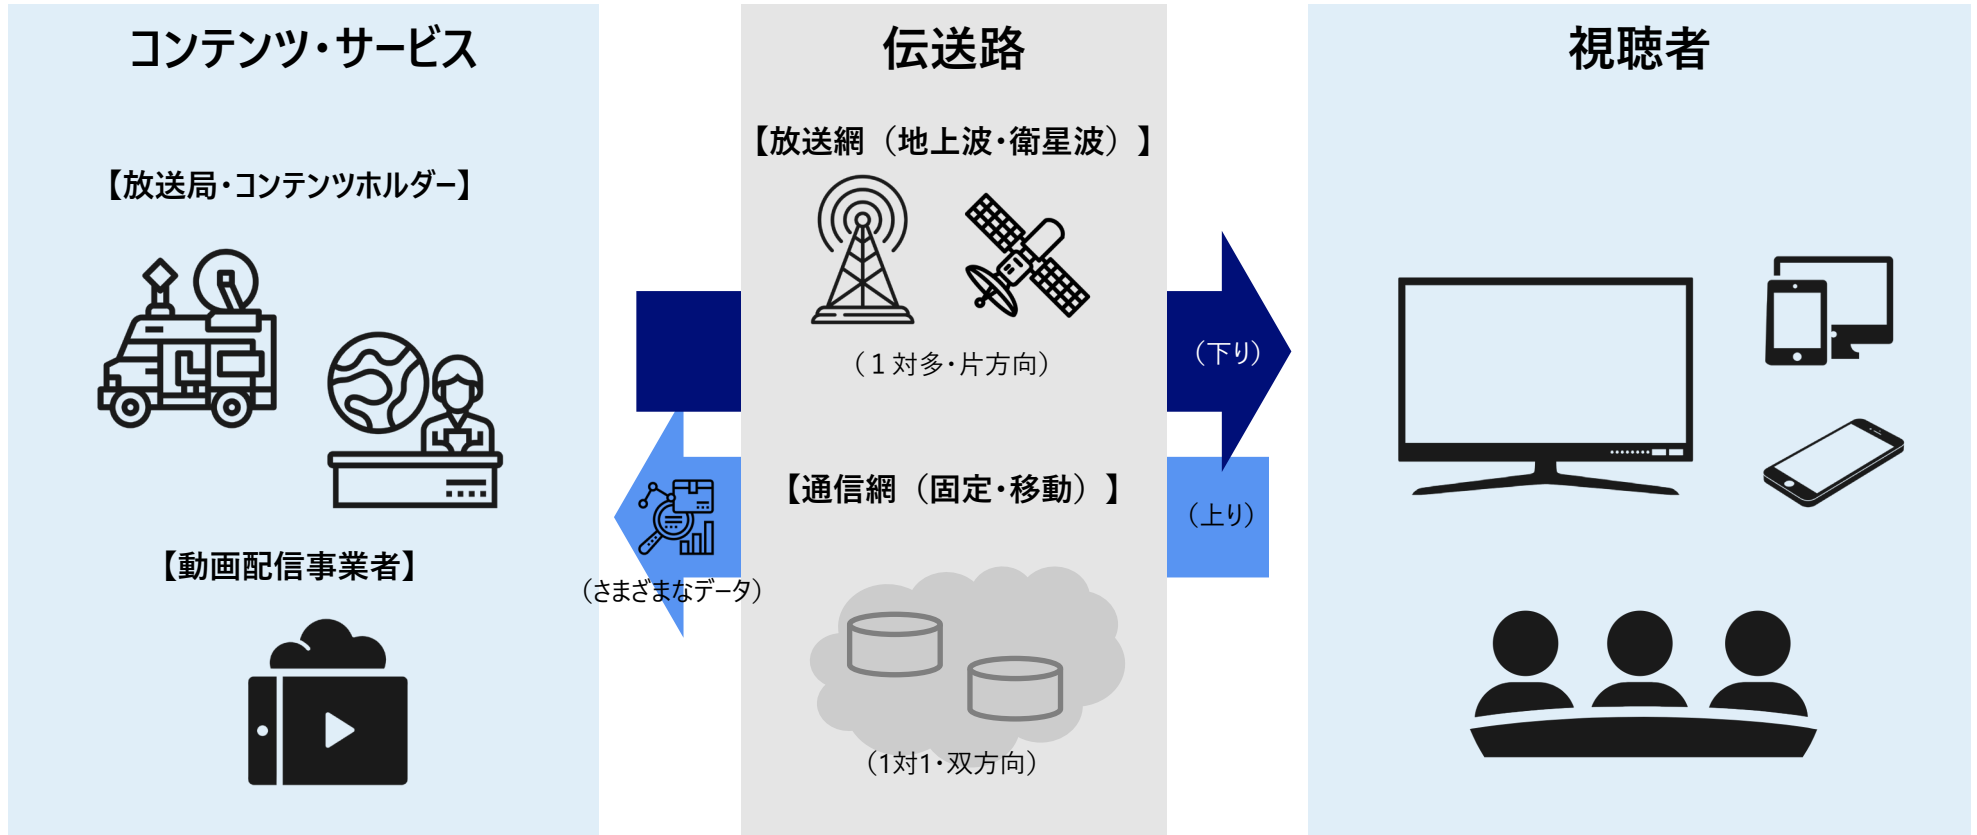 コンテンツ・サービス
【放送局・コンテンツホルダー】
【動画配信事業者】
(さまざまなデータ)
伝送路
【放送網（地上波・衛星波）】
（１対多・片方向）
【通信網（固定・移動）】
（1対1・双方向）
（下り）
（上り）
視聴者